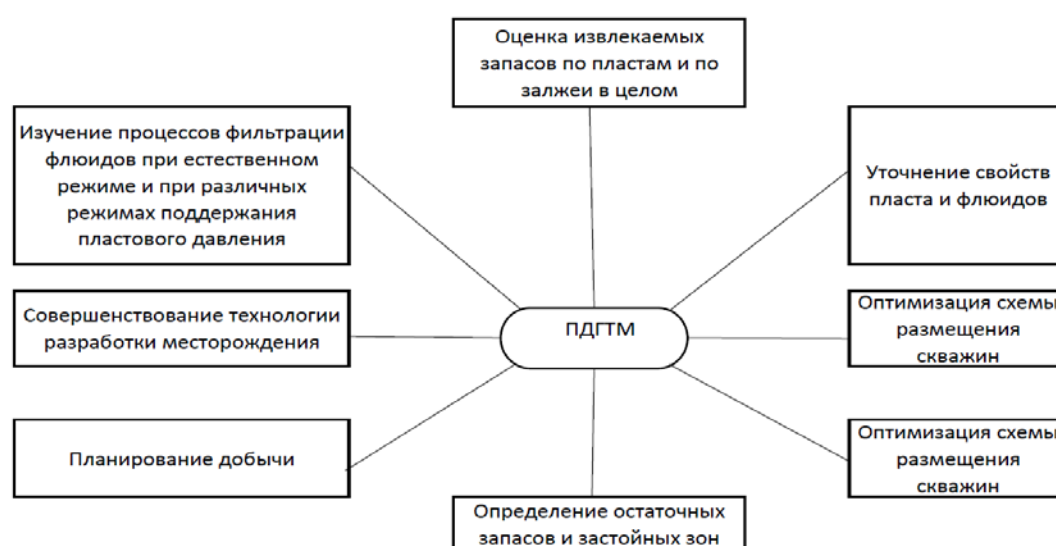 Оценка извлекаемых
запасов по пластам и по
залжеи в целом
Изучение процессов фильтрации
флюидов при естественном
режиме и при различных
режимах поддержания
пластового давления
Уточнение свойств
пласта и флюидов
Совершенствование технологии
разработки месторождения
ПДГТМ
Оптимизация схемы
размещения
скважин
Планирование добычи
Оптимизация схемы
размещения
скважин
Определение остаточных
запасов и застойных зон